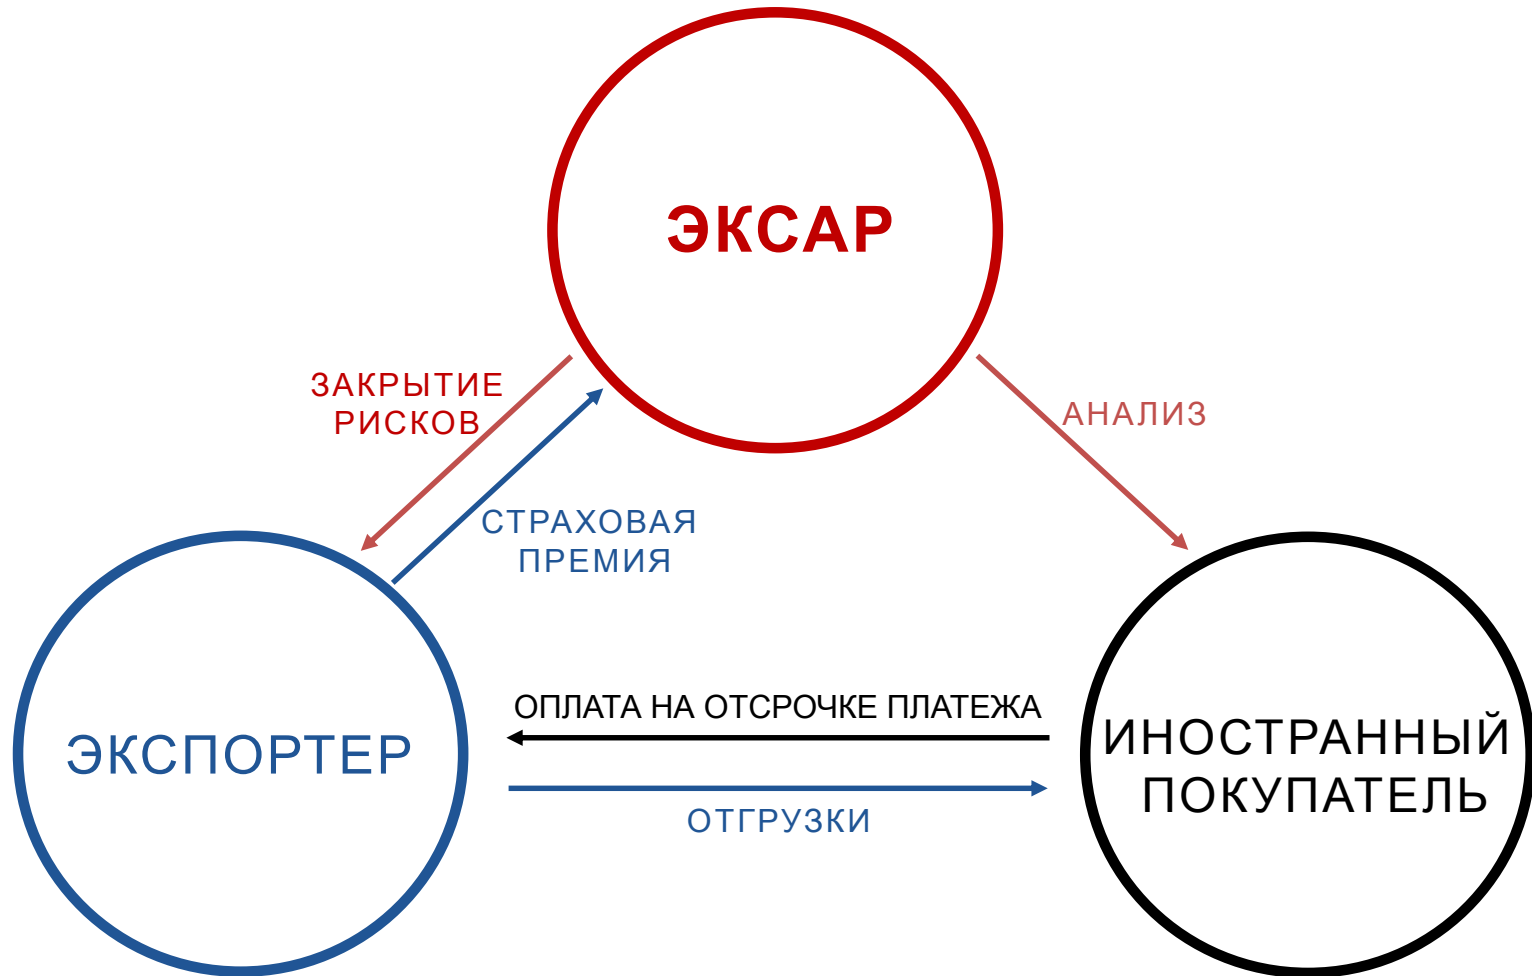 ЭКСАР
ЗАКРЫТИЕ
РИСКОВ
АНАЛИЗ
СТРАХОВАЯ
ПРЕМИЯ
ОПЛАТА НА ОТСРОЧКЕ ПЛАТЕЖА
ЭКСПОРТЕР
ИНОСТРАННЫЙ
ПОКУПАТЕЛЬ
ОТГРУЗКИ